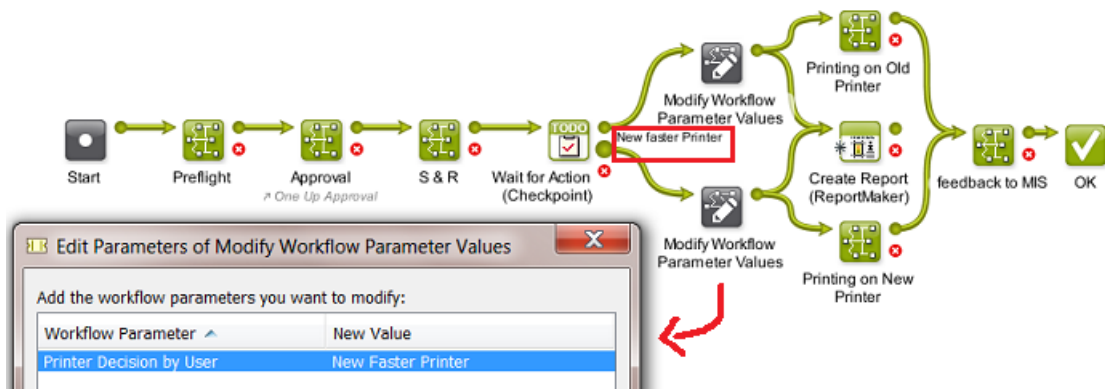 Start
Preflight
Approval
↗ One Up Approval
S & R
TODO
Wait for Action
(Checkpoint)
New faster Printer
Modify Workflow
Parameter Values
Modify Workflow
Parameter Values
Printing on Old
Printer
Create Report
(ReportMaker)
Printing on New
Printer
feedback to MIS
OK
Edit Parameters of Modify Workflow Parameter Values
Add the workflow parameters you want to modify:
Workflow Parameter
New Value
Printer Decision by User
New Faster Printer